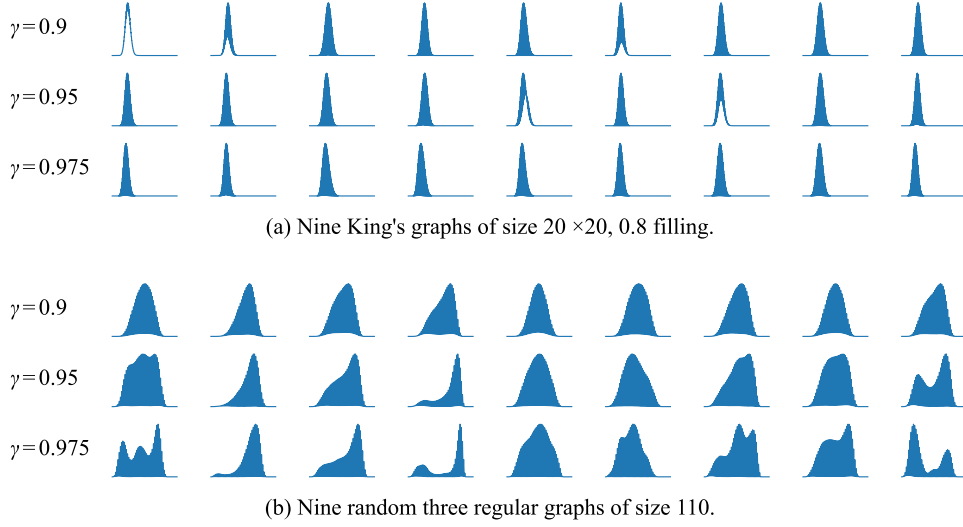 γ=0.9
γ=0.95
γ=0.975
(a) Nine King's graphs of size 20 ×20, 0.8 filling.
γ=0.9
γ=0.95
γ=0.975
(b) Nine random three regular graphs of size 110.